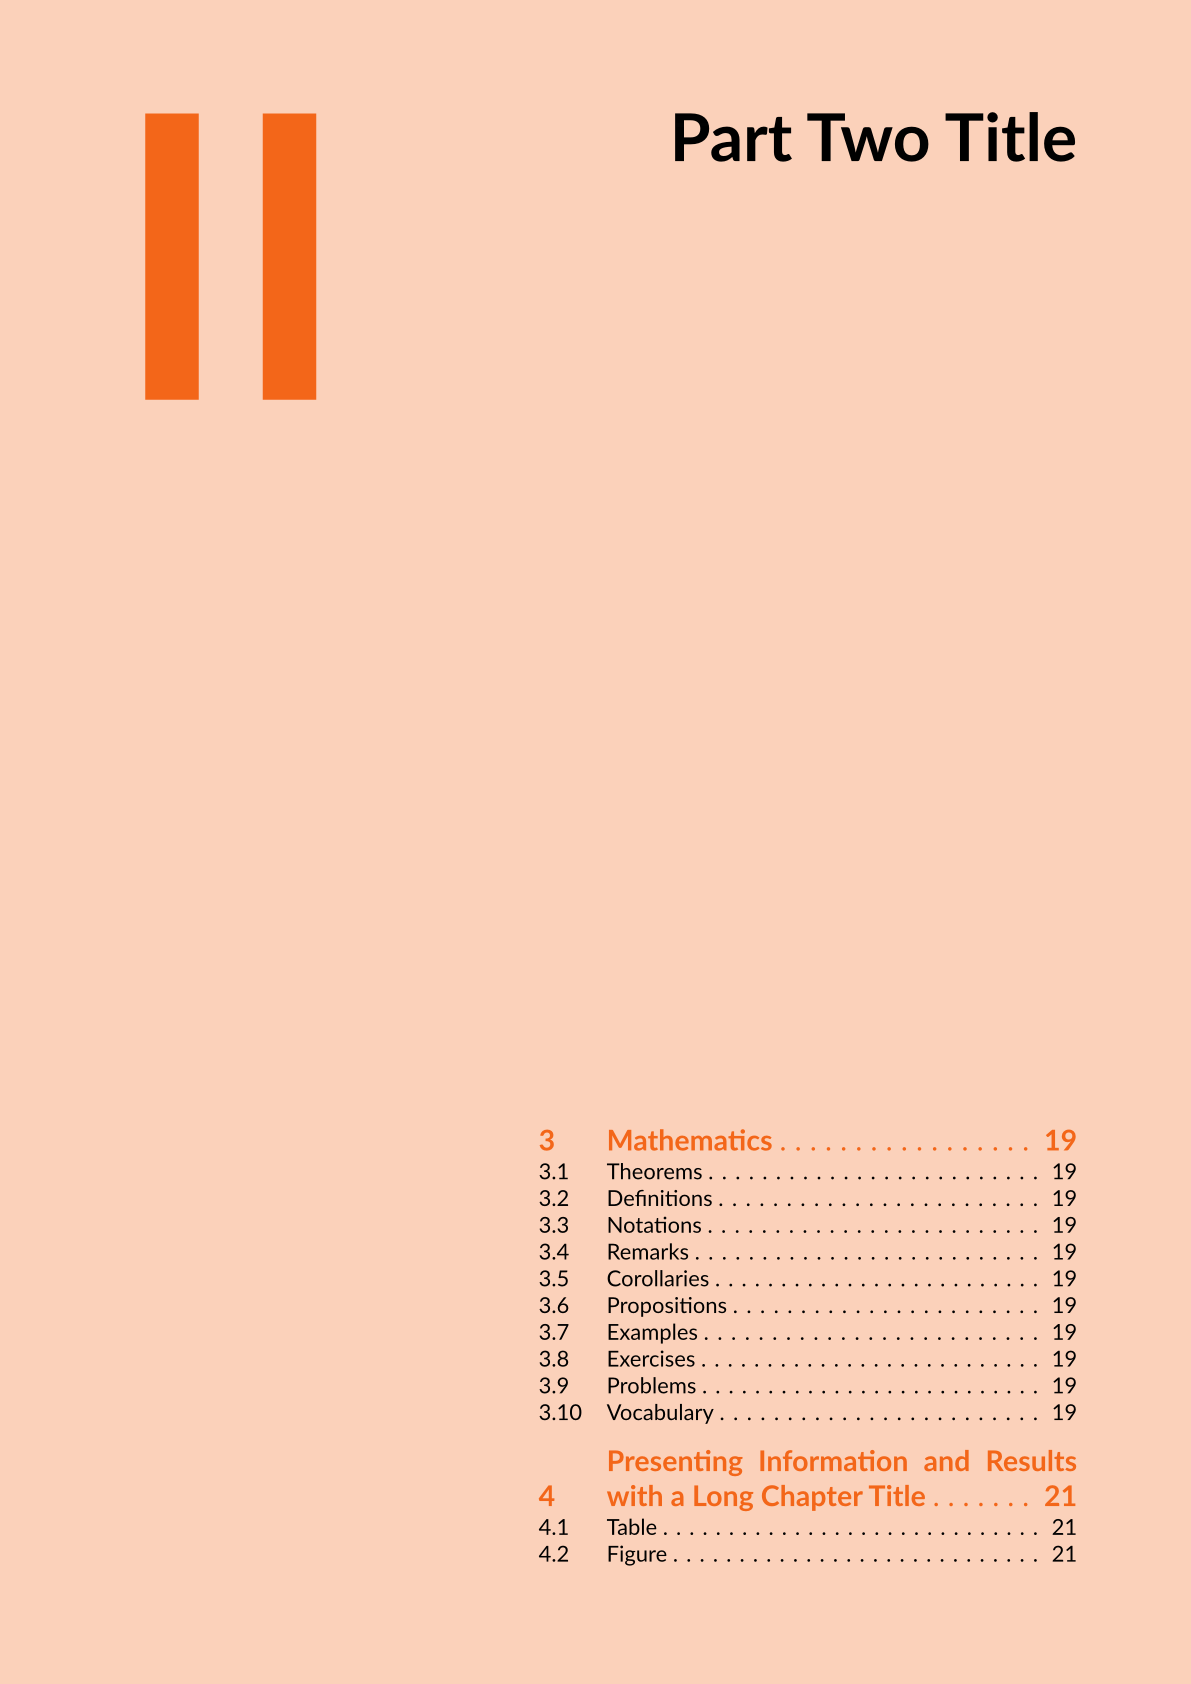 II
Part Two Title
3 Mathematics . . . . . . . . . . . . . . . . . 19
3.1 Theorems . . . . . . . . . . . . . . . . . . . . . . . . . 19
3.2 Definitions . . . . . . . . . . . . . . . . . . . . . . . . 19
3.3 Notations . . . . . . . . . . . . . . . . . . . . . . . . . 19
3.4 Remarks . . . . . . . . . . . . . . . . . . . . . . . . . . 19
3.5 Corollaries . . . . . . . . . . . . . . . . . . . . . . . . . 19
3.6 Propositions . . . . . . . . . . . . . . . . . . . . . . . 19
3.7 Examples . . . . . . . . . . . . . . . . . . . . . . . . . 19
3.8 Exercises . . . . . . . . . . . . . . . . . . . . . . . . . . 19
3.9 Problems . . . . . . . . . . . . . . . . . . . . . . . . . 19
3.10 Vocabulary . . . . . . . . . . . . . . . . . . . . . . . . 19
Presenting Information and Results
4 with a Long Chapter Title . . . . . . . 21
4.1 Table . . . . . . . . . . . . . . . . . . . . . . . . . . . . . 21
4.2 Figure . . . . . . . . . . . . . . . . . . . . . . . . . . . . 21